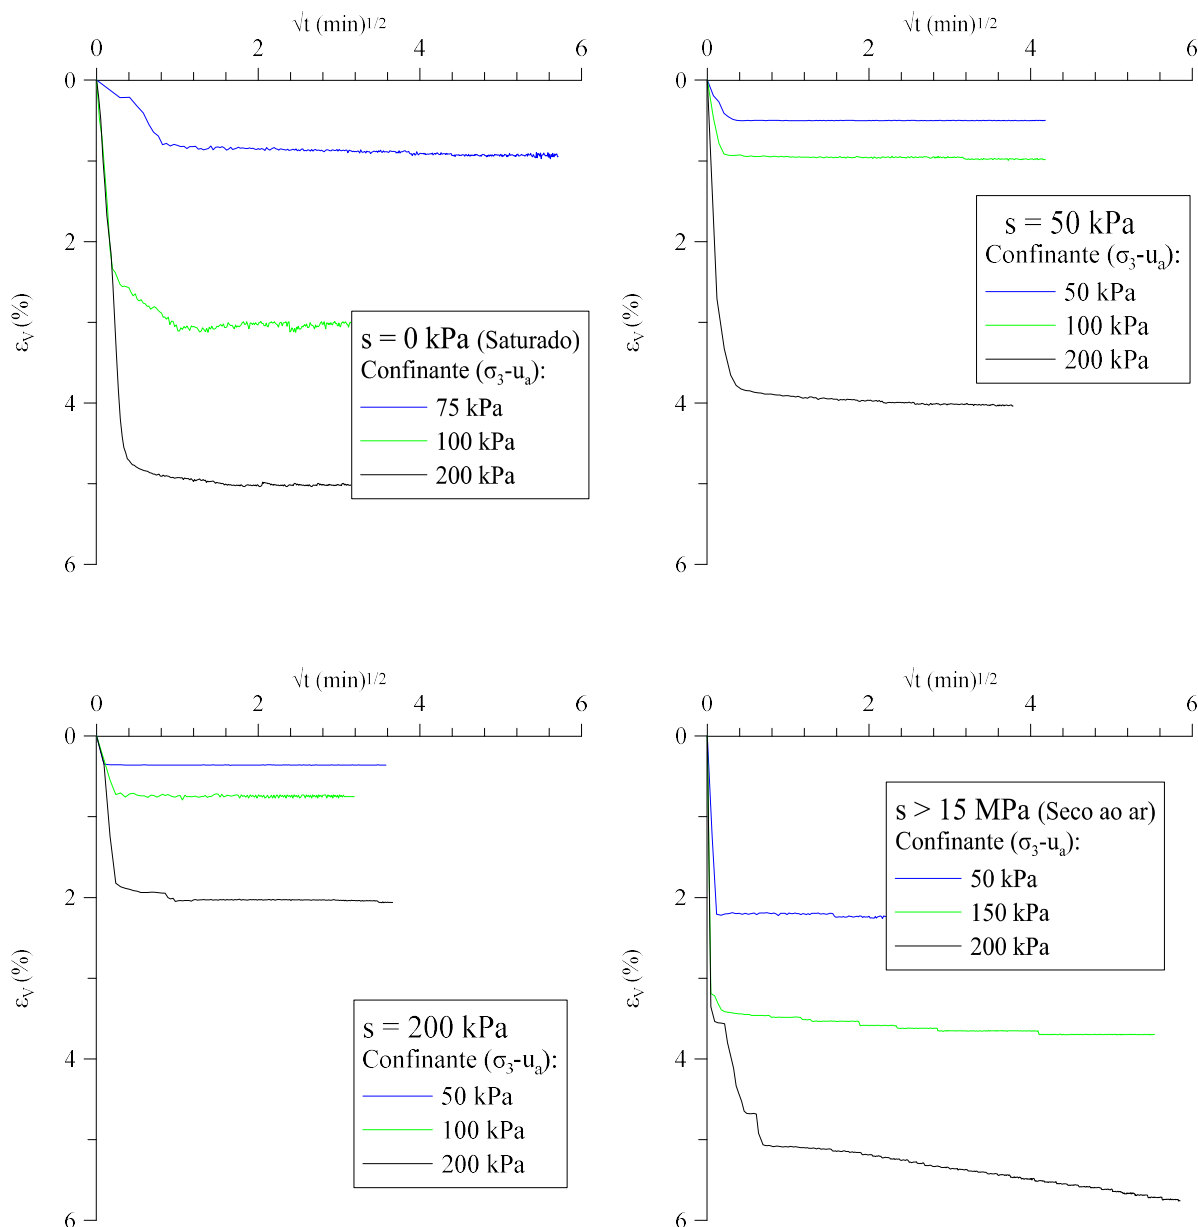 √t (min)1/2
0 2 4 6
0
2
4
6
εV (%)
s = 0 kPa (Saturado)
Confinante (σ3-ua):
75 kPa
100 kPa
200 kPa
√t (min)1/2
0 2 4 6
0
2
4
6
εV (%)
s = 50 kPa
Confinante (σ3-ua):
50 kPa
100 kPa
200 kPa
√t (min)1/2
0 2 4 6
0
2
4
6
εV (%)
s = 200 kPa
Confinante (σ3-ua):
50 kPa
100 kPa
200 kPa
√t (min)1/2
0 2 4 6
0
2
4
6
εV (%)
s > 15 MPa (Seco ao ar)
Confinante (σ3-ua):
50 kPa
150 kPa
200 kPa